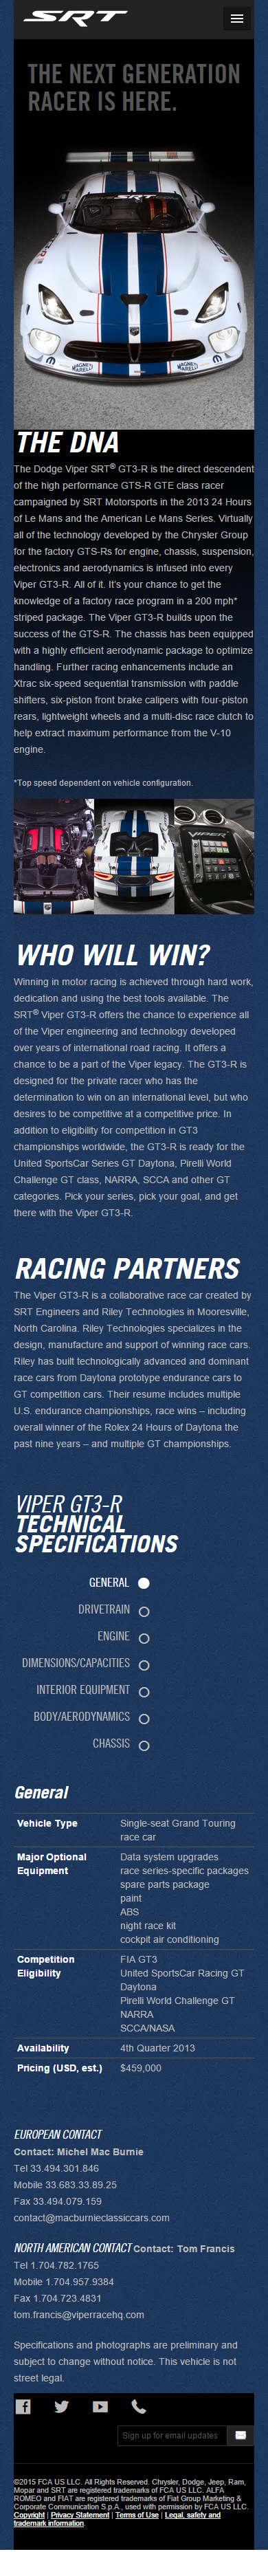 SRT
THE NEXT GENERATION
RACER IS HERE.
MAGNETI
MARELLI
MAGNETI
MARELLI
THE DNA
The Dodge Viper SRT® GT3-R is the direct descendent
of the high performance GTS-R GTE class racer
campaigned by SRT Motorsports in the 2013 24 Hours
of Le Mans and the American Le Mans Series. Virtually
all of the technology developed by the Chrysler Group
for the factory GTS-Rs for engine, chassis, suspension,
electronics and aerodynamics is infused into every
Viper GT3-R. All of it. It's your chance to get the
knowledge of a factory race program in a 200 mph*
striped package. The Viper GT3-R builds upon the
success of the GTS-R. The chassis has been equipped
with a highly efficient aerodynamic package to optimize
handling. Further racing enhancements include an
Xtrac six-speed sequential transmission with paddle
shifters, six-piston front brake calipers with four-piston
rears, lightweight wheels and a multi-disc race clutch to
help extract maximum performance from the V-10
engine.
*Top speed dependent on vehicle configuration.
VIPER
WHO WILL WIN?
Winning in motor racing is achieved through hard work,
dedication and using the best tools available. The
SRT® Viper GT3-R offers the chance to experience all
of the Viper engineering and technology developed
over years of international road racing. It offers a
chance to be a part of the Viper legacy. The GT3-R is
designed for the private racer who has the
determination to win on an international level, but who
desires to be competitive at a competitive price. In
addition to eligibility for competition in GT3
championships worldwide, the GT3-R is ready for the
United SportsCar Series GT Daytona, Pirelli World
Challenge GT class, NARRA, SCCA and other GT
categories. Pick your series, pick your goal, and get
there with the Viper GT3-R.
RACING PARTNERS
The Viper GT3-R is a collaborative race car created by
SRT Engineers and Riley Technologies in Mooresville,
North Carolina. Riley Technologies specializes in the
design, manufacture and support of winning race cars.
Riley has built technologically advanced and dominant
race cars from Daytona prototype endurance cars to
GT competition cars. Their resume includes multiple
U.S. endurance championships, race wins – including
overall winner of the Rolex 24 Hours of Daytona the
past nine years – and multiple GT championships.
VIPER GT3-R
TECHNICAL
SPECIFICATIONS
GENERAL
DRIVETRAIN
ENGINE
DIMENSIONS/CAPACITIES
INTERIOR EQUIPMENT
BODY/AERODYNAMICS
CHASSIS
General
Vehicle Type Single-seat Grand Touring
race car
Major Optional Data system upgrades
Equipment race series-specific packages
spare parts package
paint
ABS
night race kit
cockpit air conditioning
Competition FIA GT3
Eligibility United SportsCar Racing GT
Daytona
Pirelli World Challenge GT
NARRA
SCCA/NASA
Availability 4th Quarter 2013
Pricing (USD, est.) $459,000
EUROPEAN CONTACT
Contact: Michel Mac Burnie
Tel 33.494.301.846
Mobile 33.683.33.89.25
Fax 33.494.079.159
contact@macburnieclassiccars.com
NORTH AMERICAN CONTACT Contact: Tom Francis
Tel 1.704.782.1765
Mobile 1.704.957.9384
Fax 1.704.723.4831
tom.francis@viperracehq.com
Specifications and photographs are preliminary and
subject to change without notice. This vehicle is not
street legal.
Sign up for email updates
©2015 FCA US LLC. All Rights Reserved. Chrysler, Dodge, Jeep, Ram,
Mopar and SRT are registered trademarks of FCA US LLC. ALFA
ROMEO and FIAT are registered trademarks of Fiat Group Marketing &
Corporate Communication S.p.A., used with permission by FCA US LLC.
Copyright | Privacy Statement | Terms of Use | Legal, safety and
trademark information.